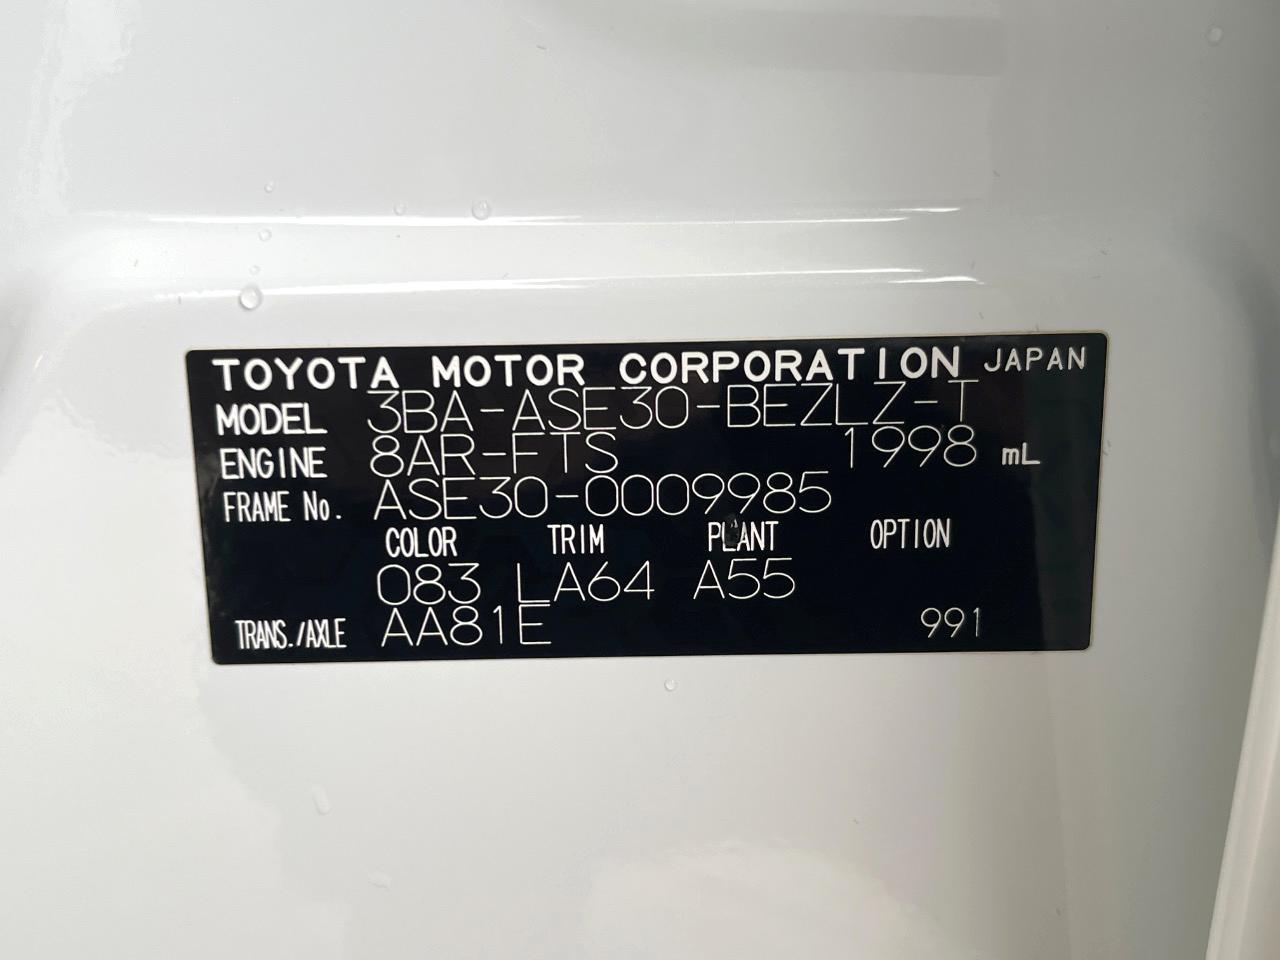 TOYOTA MOTOR CORPORATION JAPAN
MODEL 3BA-ASE30-BEZLZ-T
ENGINE 8AR-FTS 1998 mL
FRAME No. ASE30-0009985
COLOR TRIM PLANT OPTION
083 LA64 A55
TRANS./AXLE AA81E 991